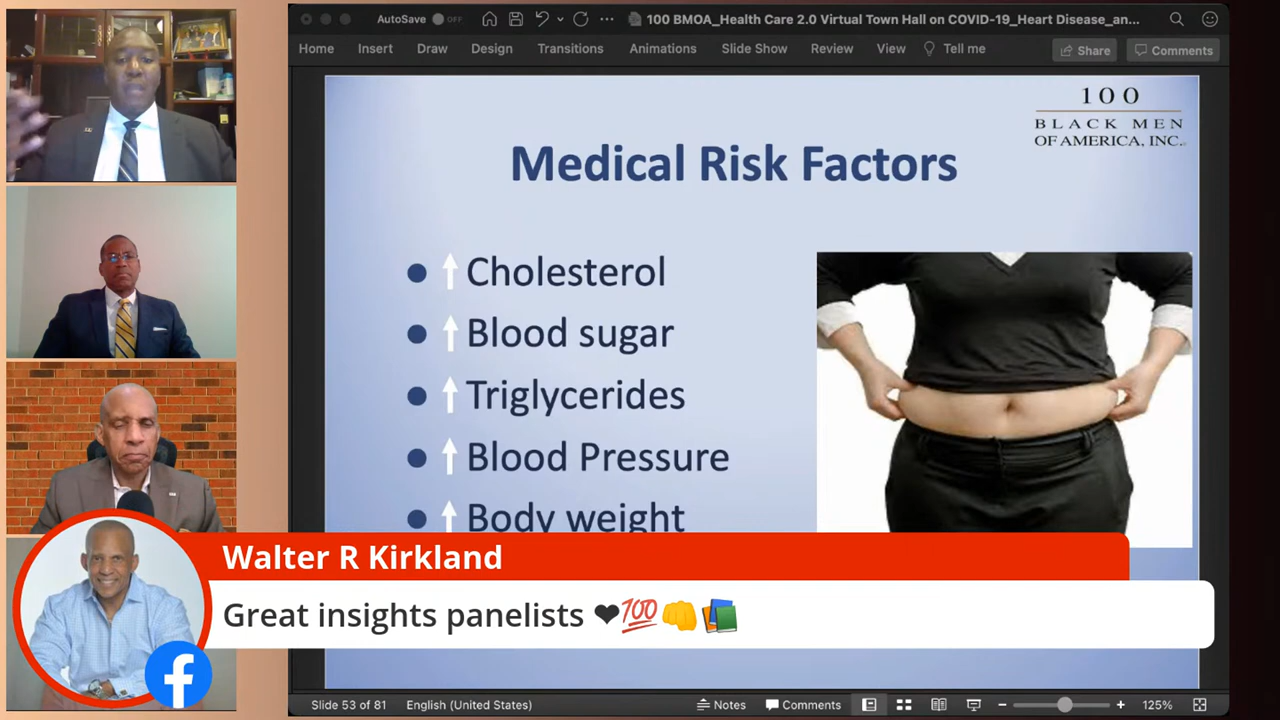 AutoSave OFF
100 BMOA_Health Care 2.0 Virtual Town Hall on COVID-19_Heart Disease_an...
Home Insert Draw Design Transitions Animations Slide Show Review View Tell me Share Comments
100
BLACK MEN
OF AMERICA, INC.
Medical Risk Factors
• ↑ Cholesterol
• ↑ Blood sugar
• ↑ Triglycerides
• ↑ Blood Pressure
• ↑ Body weight
Walter R Kirkland
Great insights panelists ❤💯👊📚
Slide 53 of 81 English (United States) Notes Comments 125%